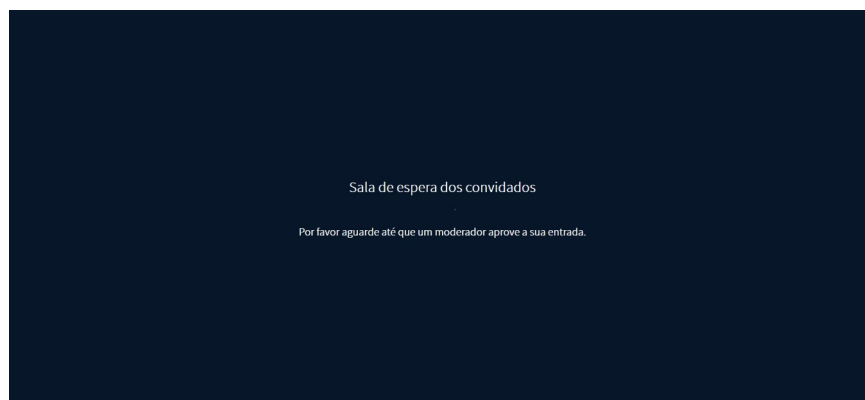 Sala de espera dos convidados
Por favor aguarde até que um moderador aprove a sua entrada.